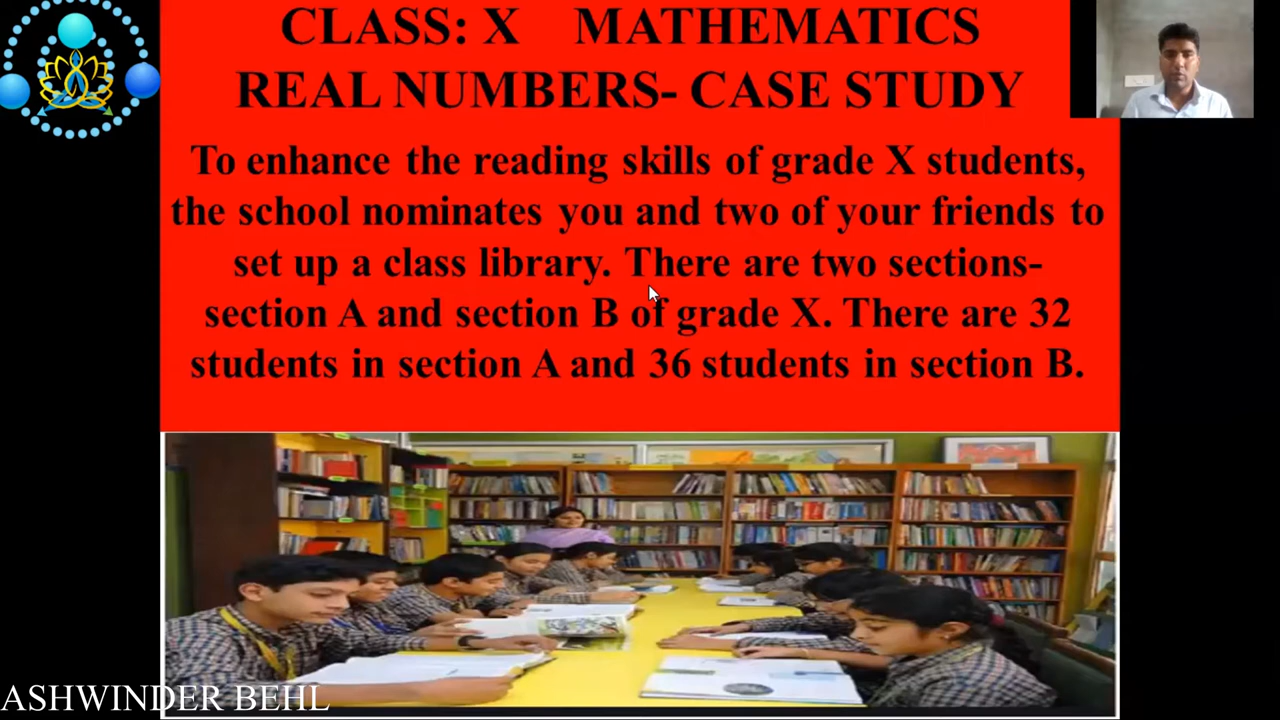 CLASS: X MATHEMATICS
REAL NUMBERS- CASE STUDY
To enhance the reading skills of grade X students,
the school nominates you and two of your friends to
set up a class library. There are two sections-
section A and section B of grade X. There are 32
students in section A and 36 students in section B.
ASHWINDER BEHL